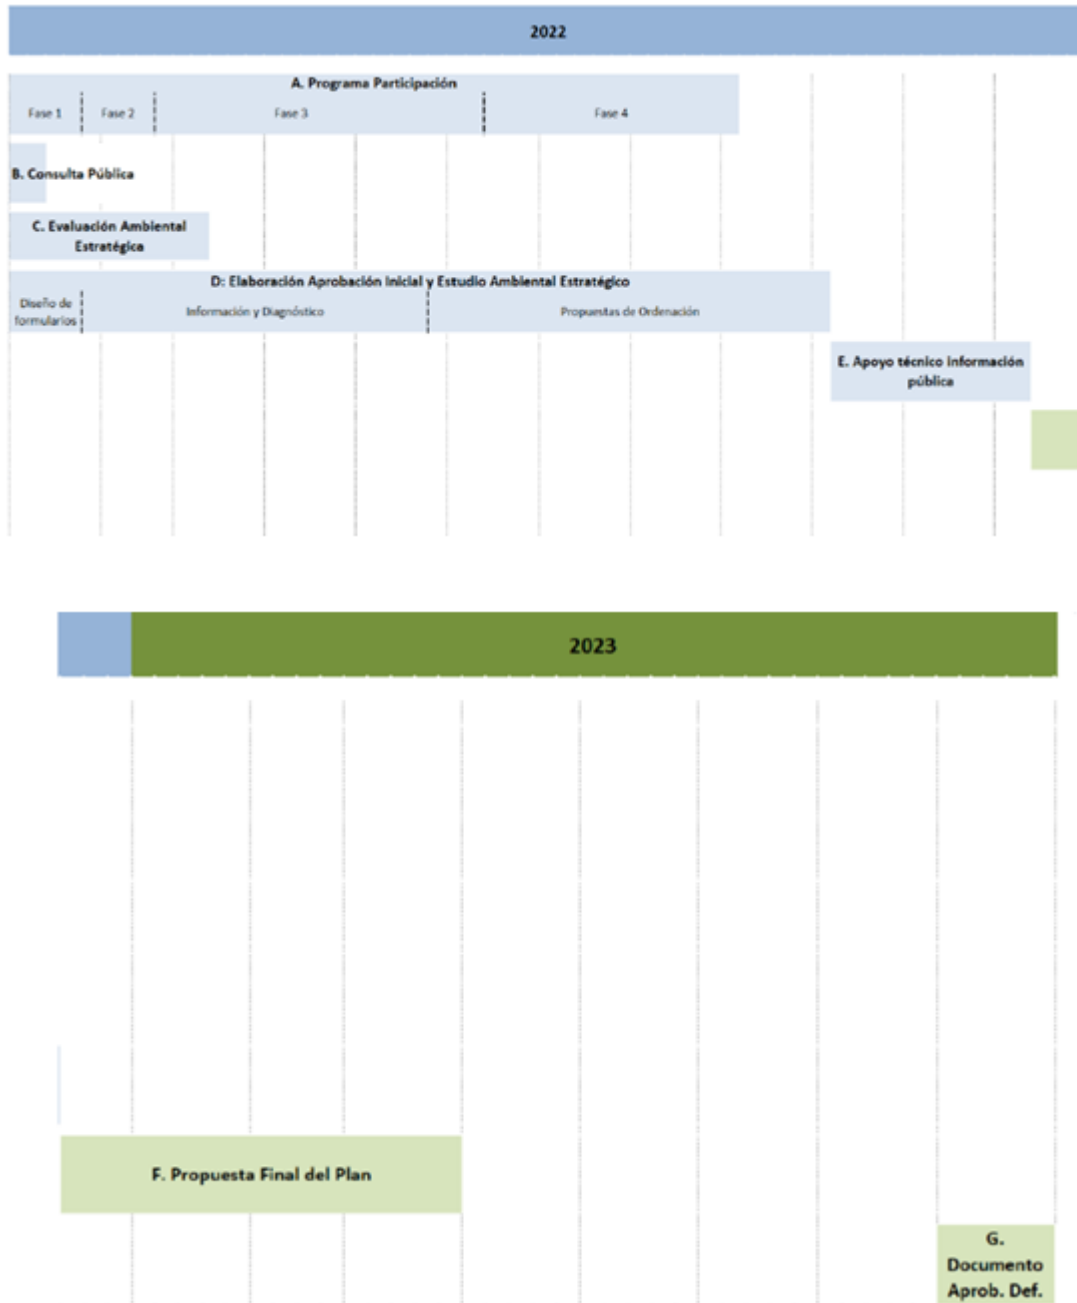 2022
A. Programa Participación
Fase 1
Fase 2
Fase 3
Fase 4
B. Consulta Pública
C. Evaluación Ambiental
Estratégica
D: Elaboración Aprobación Inicial y Estudio Ambiental Estratégico
Diseño de
formularios
Información y Diagnóstico
Propuestas de Ordenación
E. Apoyo técnico información
pública
2023
F. Propuesta Final del Plan
G.
Documento
Aprob. Def.